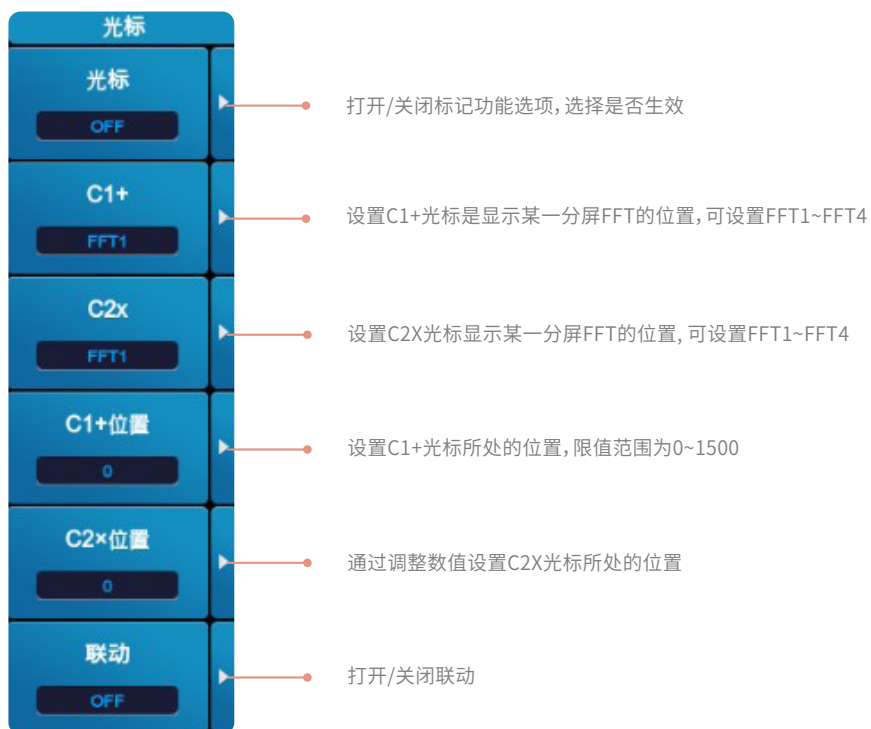 光标
光标
OFF
打开/关闭标记功能选项,选择是否生效
C1+
FFT1
设置C1+光标是显示某一分屏FFT的位置,可设置FFT1~FFT4
C2x
FFT1
设置C2X光标显示某一分屏FFT的位置, 可设置FFT1~FFT4
C1+位置
0
设置C1+光标所处的位置,限值范围为0~1500
C2×位置
0
通过调整数值设置C2X光标所处的位置
联动
OFF
打开/关闭联动